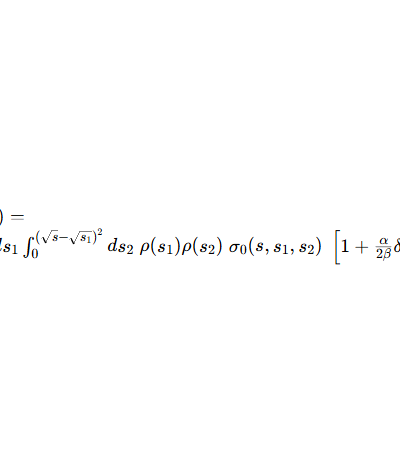 ) =
ds₁ ∫₀^{(√s−√s₁)²} ds₂ ρ(s₁)ρ(s₂) σ₀(s, s₁, s₂) [1 + α/2β δ